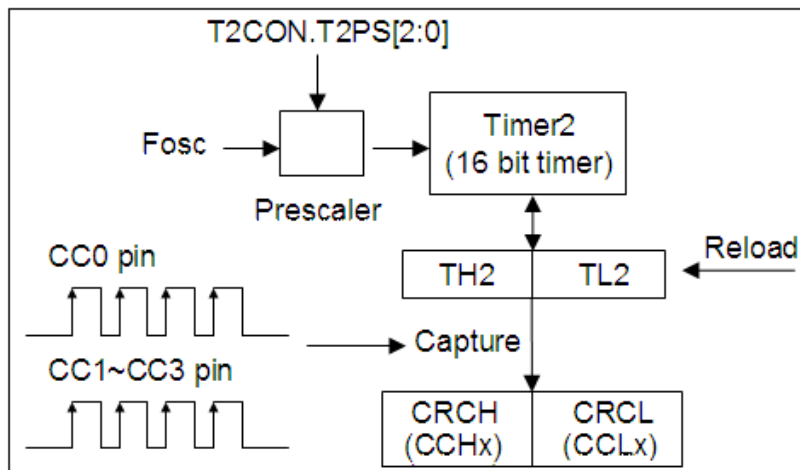 T2CON.T2PS[2:0]
Fosc
Prescaler
Timer2
(16 bit timer)
TH2
TL2
Reload
CC0 pin
Capture
CC1~CC3 pin
CRCH
(CCHx)
CRCL
(CCLx)